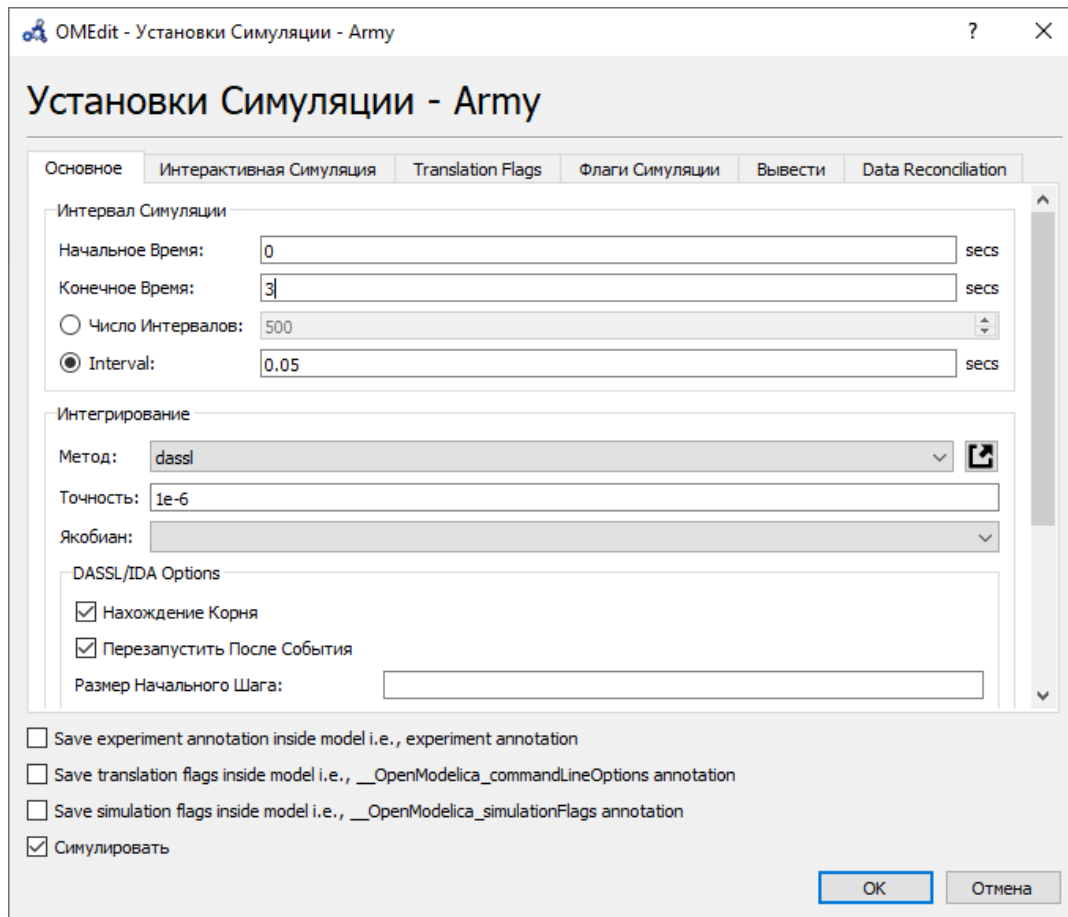 OMEdit - Установки Симуляции - Army
Установки Симуляции - Army
Основное Интерактивная Симуляция Translation Flags Флаги Симуляции Вывести Data Reconciliation
Интервал Симуляции
Начальное Время: 0 secs
Конечное Время: 3 secs
Число Интервалов: 500
Interval: 0.05 secs
Интегрирование
Метод: dassl
Точность: 1e-6
Якобиан:
DASSL/IDA Options
Нахождение Корня
Перезапустить После События
Размер Начального Шага:
Save experiment annotation inside model i.e., experiment annotation
Save translation flags inside model i.e., __OpenModelica_commandLineOptions annotation
Save simulation flags inside model i.e., __OpenModelica_simulationFlags annotation
Симулировать
OK Отмена